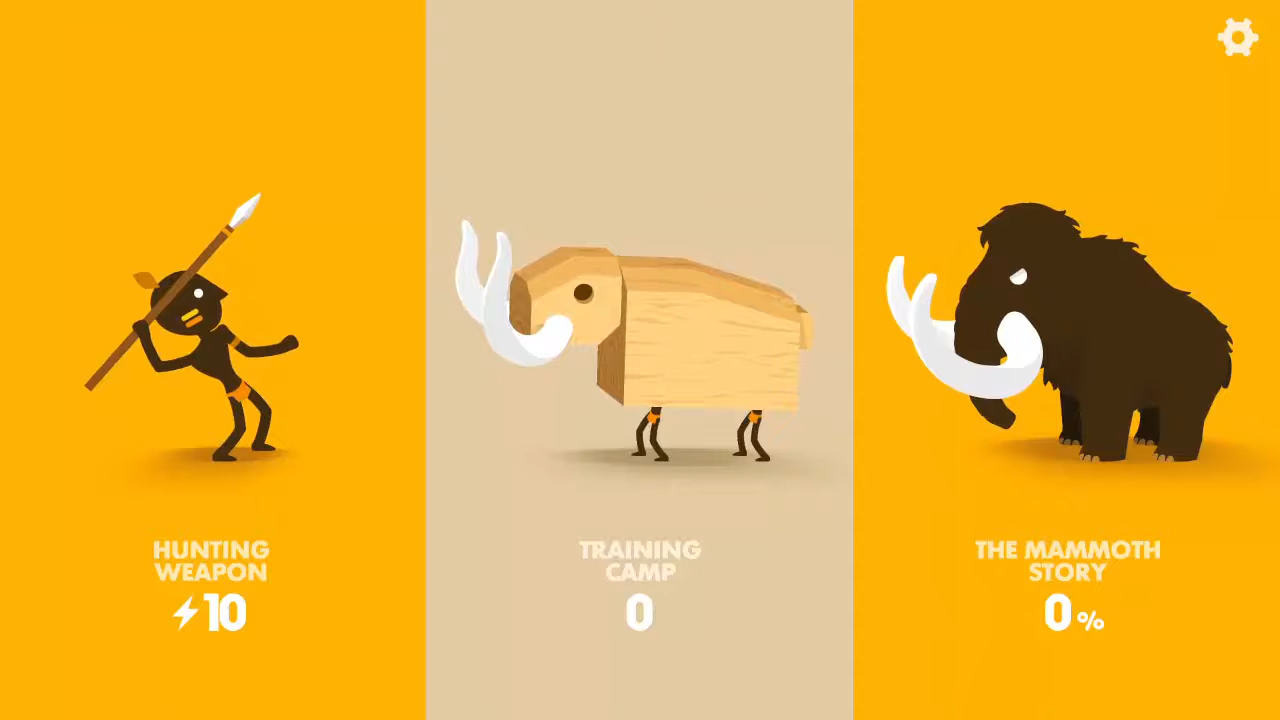 HUNTING
WEAPON
10
TRAINING
CAMP
0
THE MAMMOTH
STORY
0 %